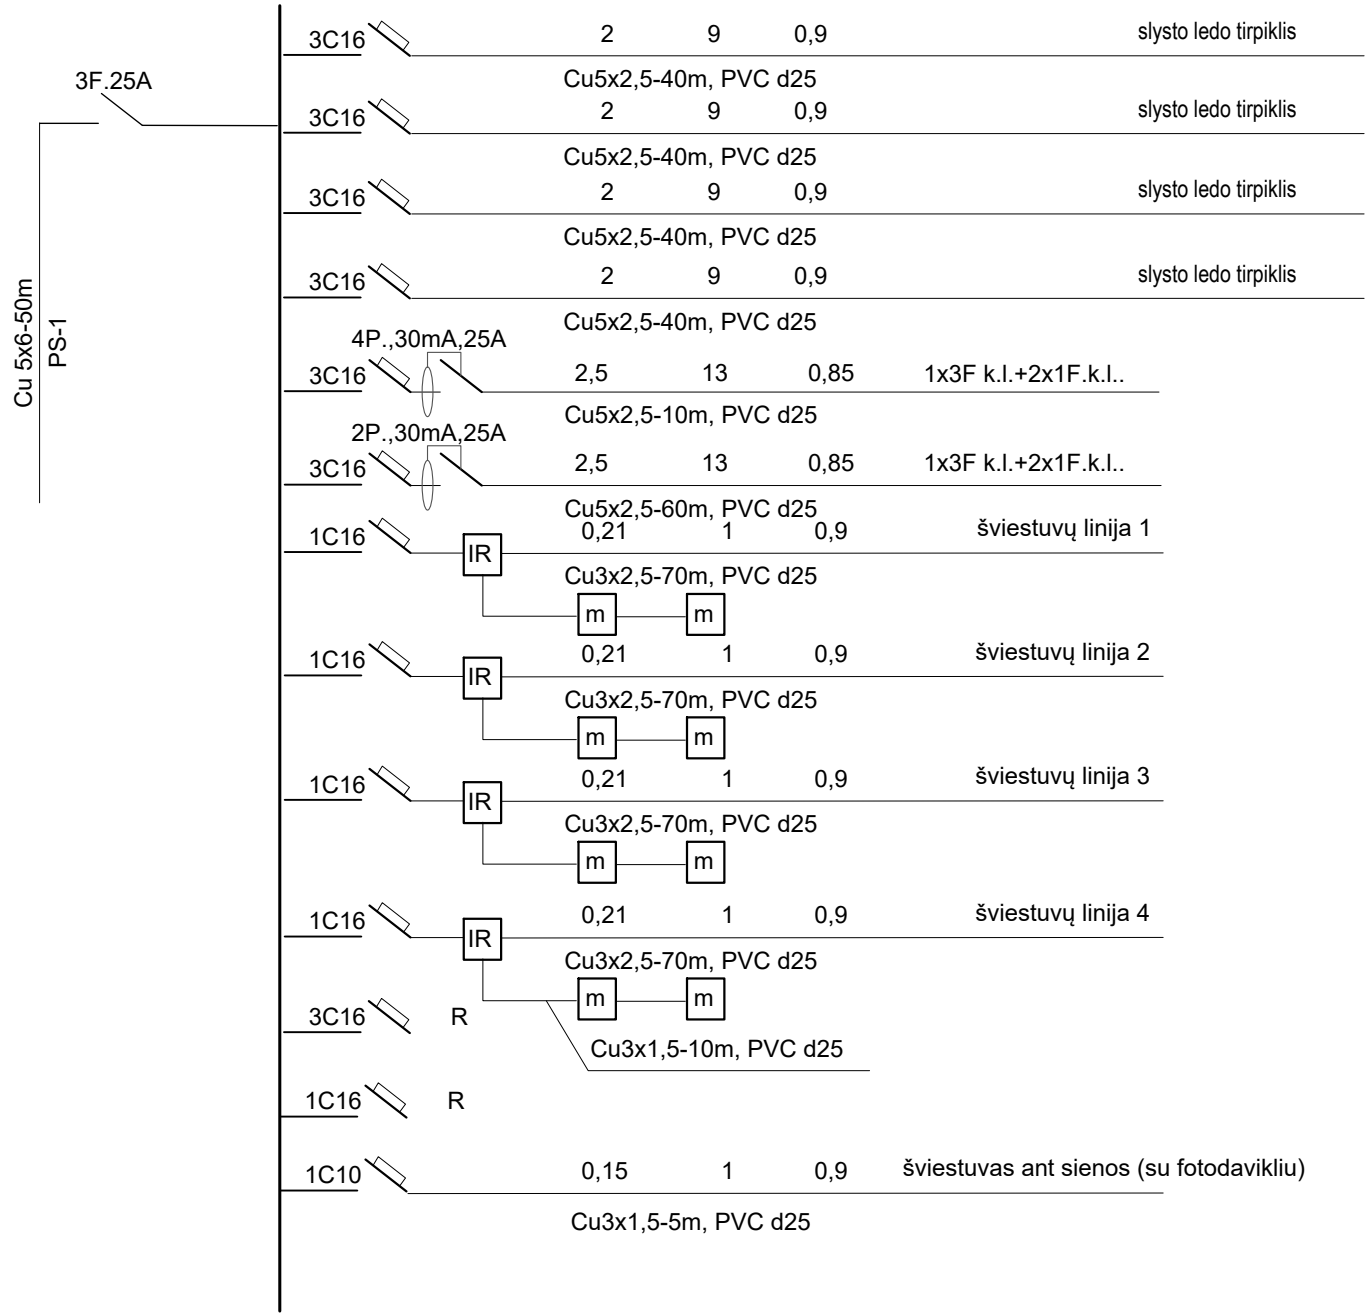 3C16 2 9 0,9 slysto ledo tirpiklis
Cu5x2,5-40m, PVC d25
3F.25A
3C16 2 9 0,9 slysto ledo tirpiklis
Cu5x2,5-40m, PVC d25
3C16 2 9 0,9 slysto ledo tirpiklis
Cu5x2,5-40m, PVC d25
3C16 2 9 0,9 slysto ledo tirpiklis
Cu5x2,5-40m, PVC d25
Cu 5x6-50m
PS-1
4P.,30mA,25A
3C16 2,5 13 0,85 1x3F k.l.+2x1F.k.l..
Cu5x2,5-10m, PVC d25
2P.,30mA,25A
3C16 2,5 13 0,85 1x3F k.l.+2x1F.k.l..
Cu5x2,5-60m, PVC d25
1C16 IR 0,21 1 0,9 šviestuvų linija 1
Cu3x2,5-70m, PVC d25
m m
1C16 IR 0,21 1 0,9 šviestuvų linija 2
Cu3x2,5-70m, PVC d25
m m
1C16 IR 0,21 1 0,9 šviestuvų linija 3
Cu3x2,5-70m, PVC d25
m m
1C16 IR 0,21 1 0,9 šviestuvų linija 4
Cu3x2,5-70m, PVC d25
m m
3C16 R
Cu3x1,5-10m, PVC d25
1C16 R
1C10 0,15 1 0,9 šviestuvas ant sienos (su fotodavikliu)
Cu3x1,5-5m, PVC d25